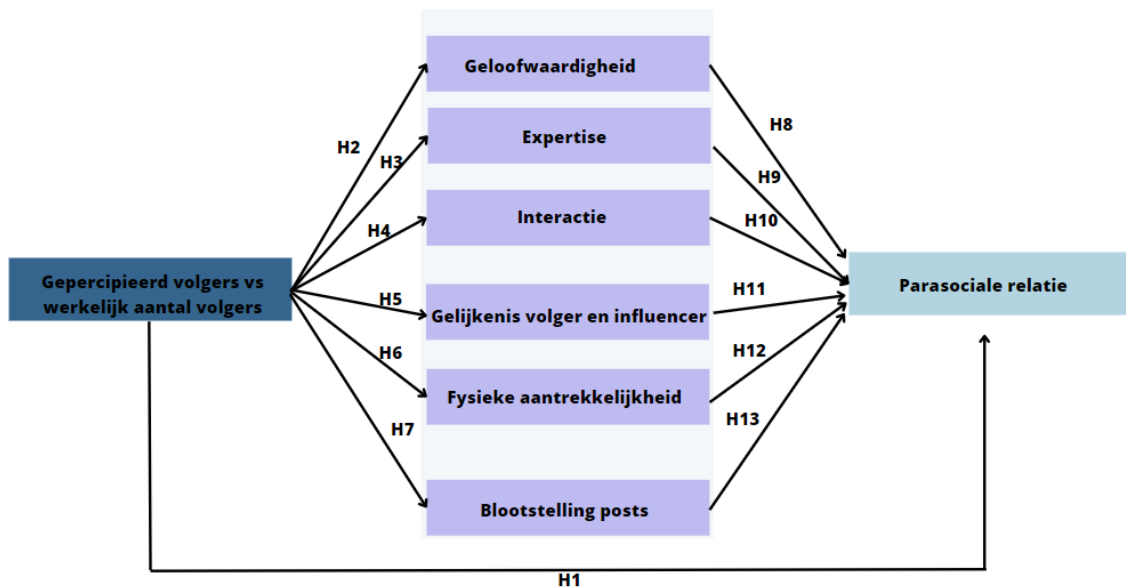 Geloofwaardigheid
H8
Expertise
H2
H3
H9
Interactie
H10
H4
Gepercipieerd volgers vs
werkelijk aantal volgers
Parasociale relatie
H5
H11
Gelijkenis volger en influencer
H6
H12
Fysieke aantrekkelijkheid
H7
H13
Blootstelling posts
H1